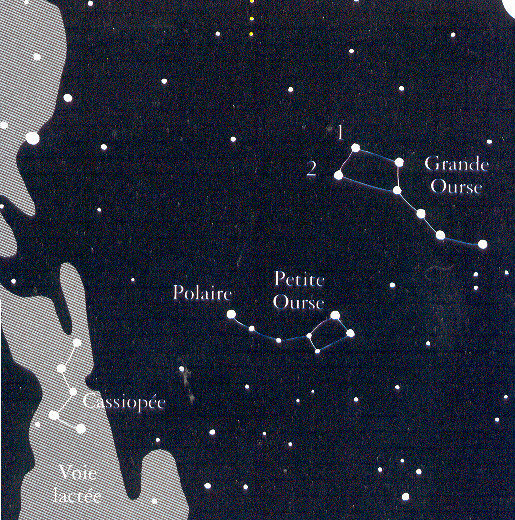 1
2
Grande
Ourse
Petite
Ourse
Polaire
Cassiopée
Voie
lactée